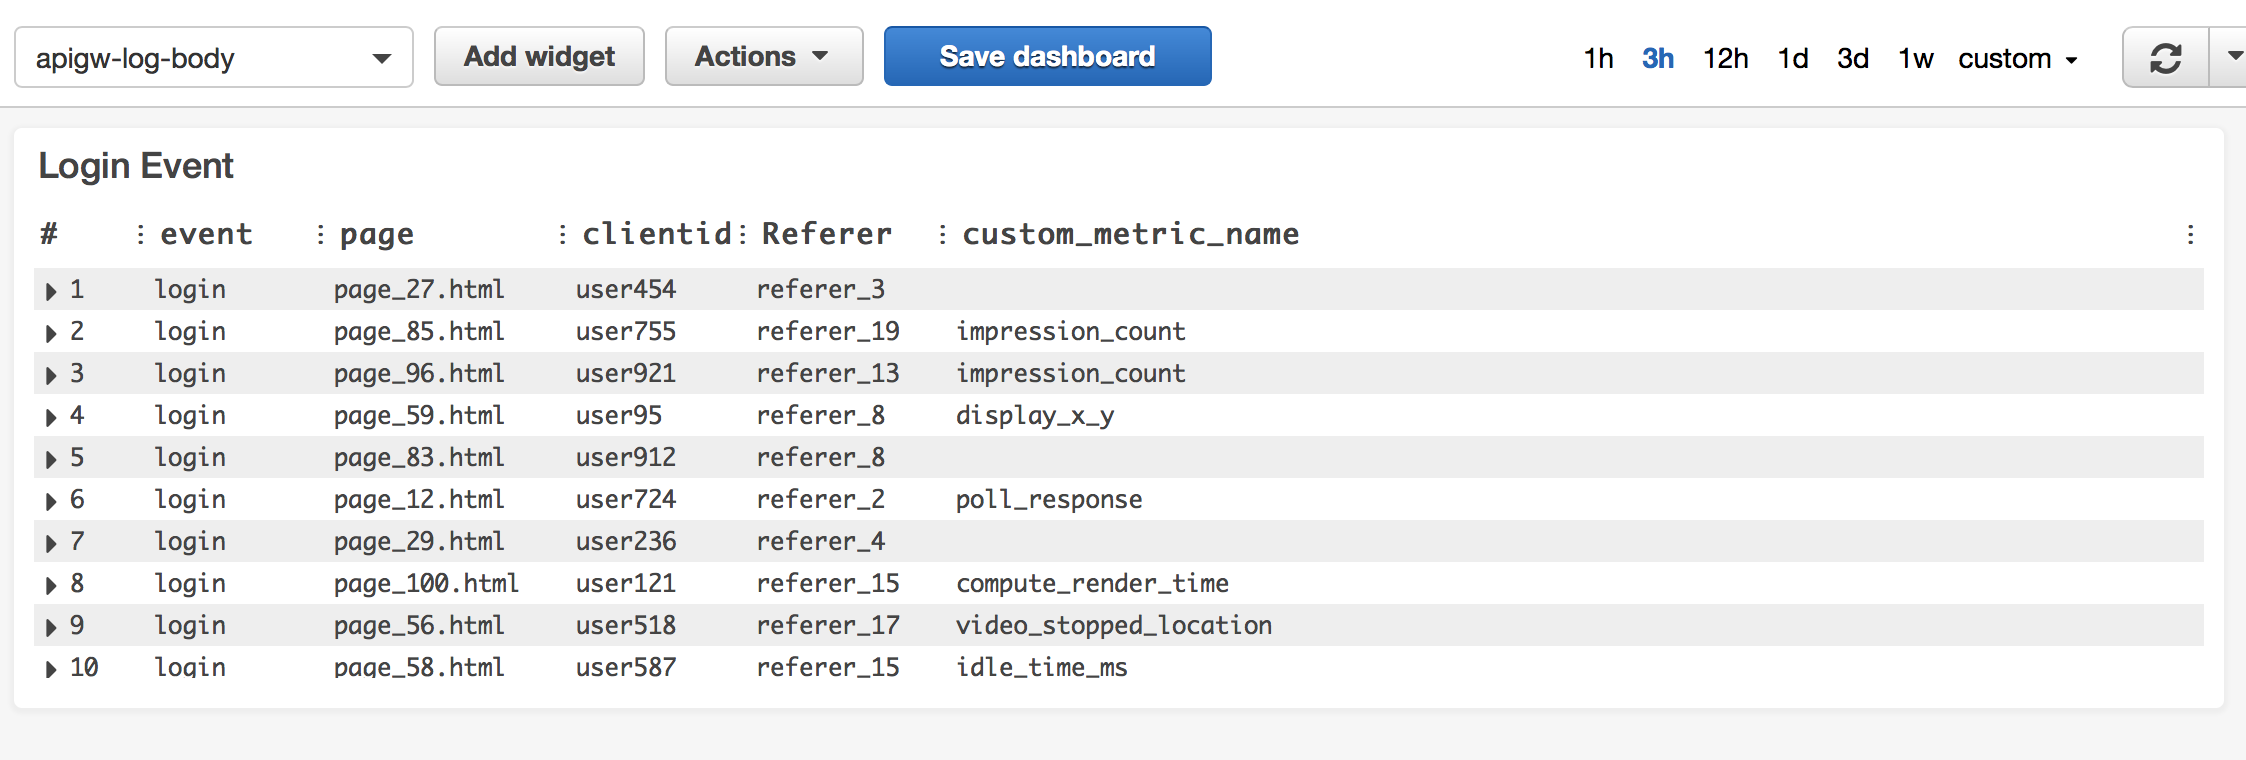 apigw-log-body Add widget Actions Save dashboard 1h 3h 12h 1d 3d 1w custom
Login Event
# event page clientid Referer custom_metric_name
1 login page_27.html user454 referer_3
2 login page_85.html user755 referer_19 impression_count
3 login page_96.html user921 referer_13 impression_count
4 login page_59.html user95 referer_8 display_x_y
5 login page_83.html user912 referer_8
6 login page_12.html user724 referer_2 poll_response
7 login page_29.html user236 referer_4
8 login page_100.html user121 referer_15 compute_render_time
9 login page_56.html user518 referer_17 video_stopped_location
10 login page_58.html user587 referer_15 idle_time_ms